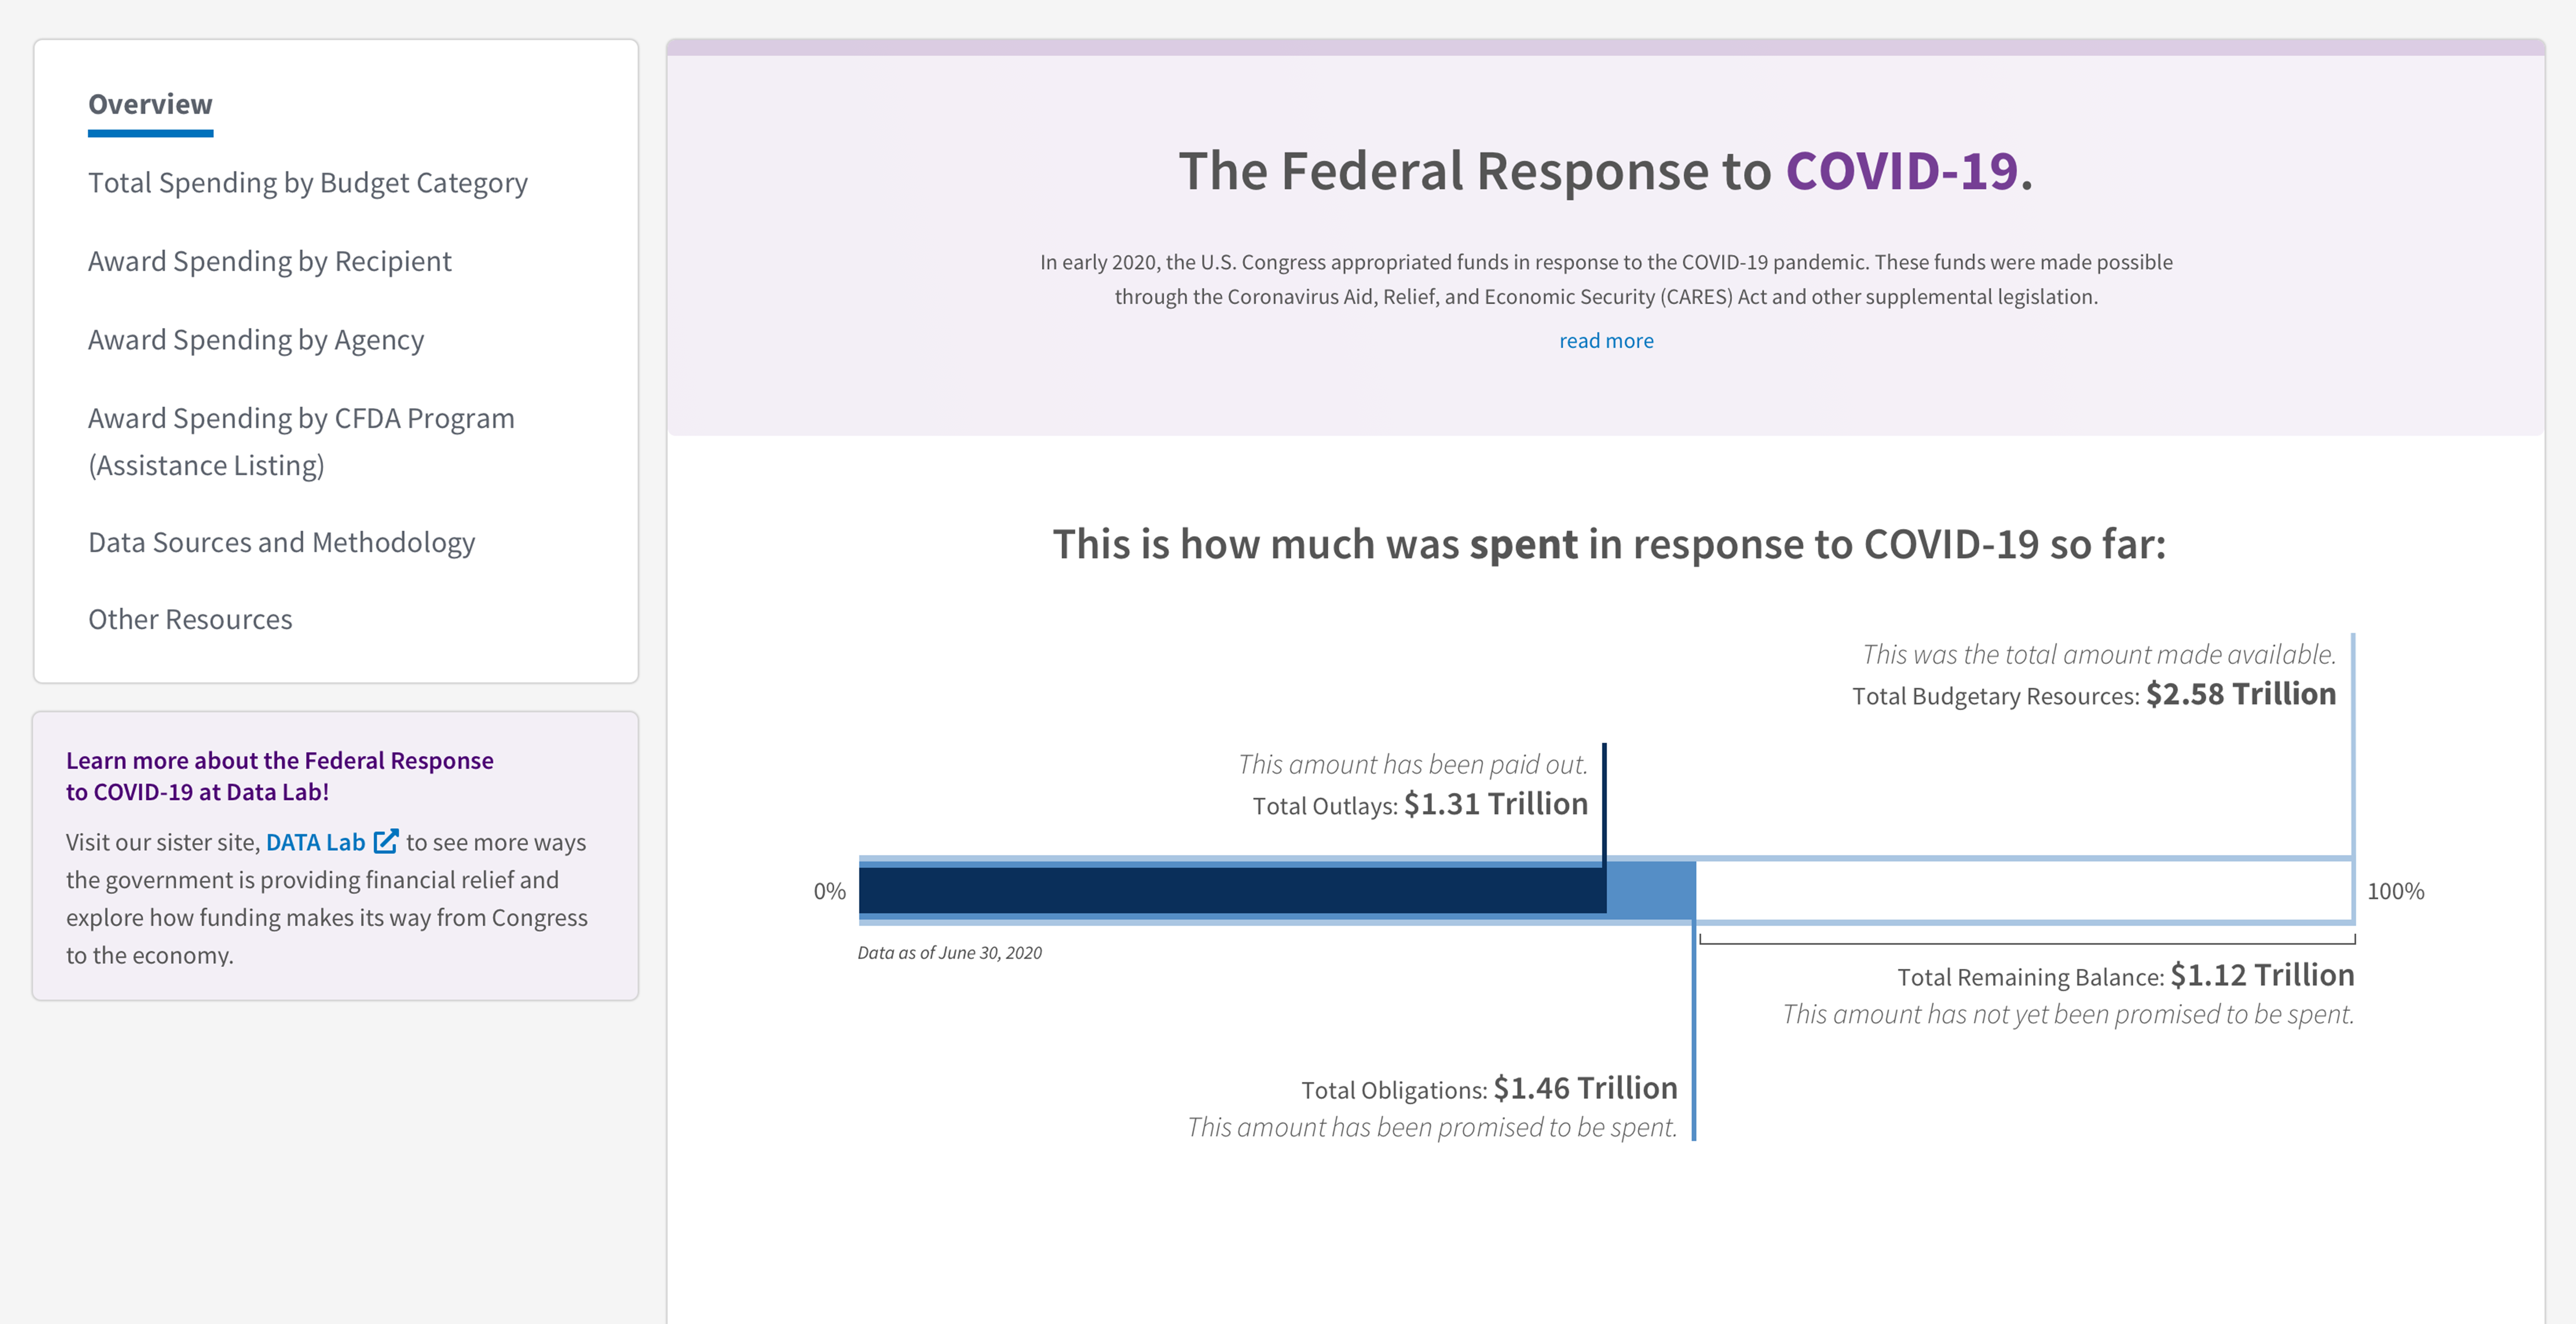 Overview
Total Spending by Budget Category
Award Spending by Recipient
Award Spending by Agency
Award Spending by CFDA Program
(Assistance Listing)
Data Sources and Methodology
Other Resources
Learn more about the Federal Response
to COVID-19 at Data Lab!
Visit our sister site, DATA Lab to see more ways
the government is providing financial relief and
explore how funding makes its way from Congress
to the economy.
The Federal Response to COVID-19.
In early 2020, the U.S. Congress appropriated funds in response to the COVID-19 pandemic. These funds were made possible
through the Coronavirus Aid, Relief, and Economic Security (CARES) Act and other supplemental legislation.
read more
This is how much was spent in response to COVID-19 so far:
This was the total amount made available.
Total Budgetary Resources: $2.58 Trillion
This amount has been paid out.
Total Outlays: $1.31 Trillion
0%
100%
Data as of June 30, 2020
Total Remaining Balance: $1.12 Trillion
This amount has not yet been promised to be spent.
Total Obligations: $1.46 Trillion
This amount has been promised to be spent.